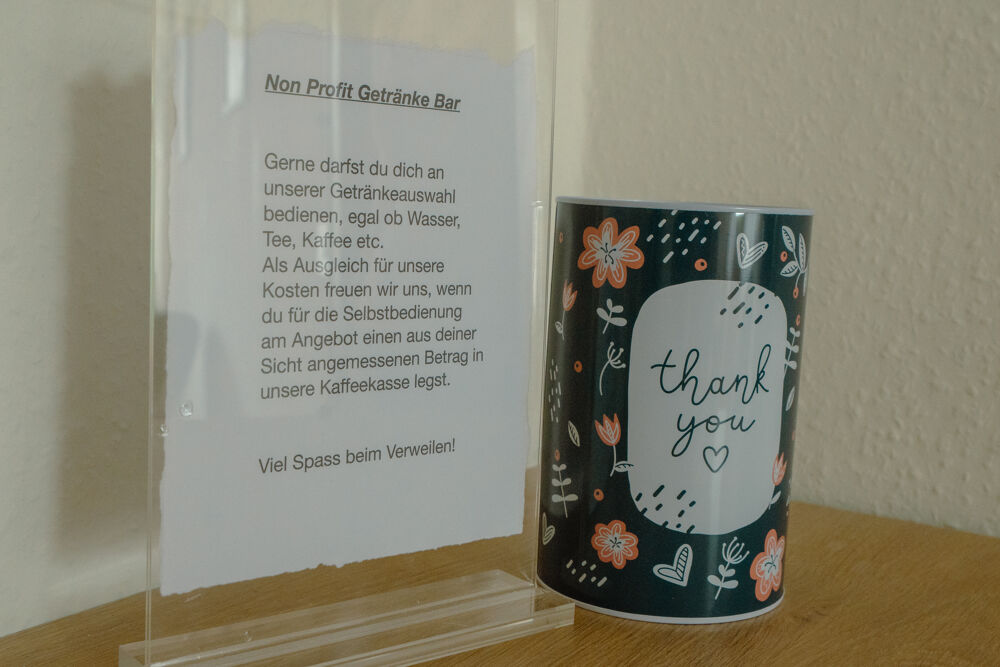 Non Profit Getränke Bar
Gerne darfst du dich an
unserer Getränkeauswahl
bedienen, egal ob Wasser,
Tee, Kaffee etc.
Als Ausgleich für unsere
Kosten freuen wir uns, wenn
du für die Selbstbedienung
am Angebot einen aus deiner
Sicht angemessenen Betrag in
unsere Kaffeekasse legst.
Viel Spass beim Verweilen!
thank
you